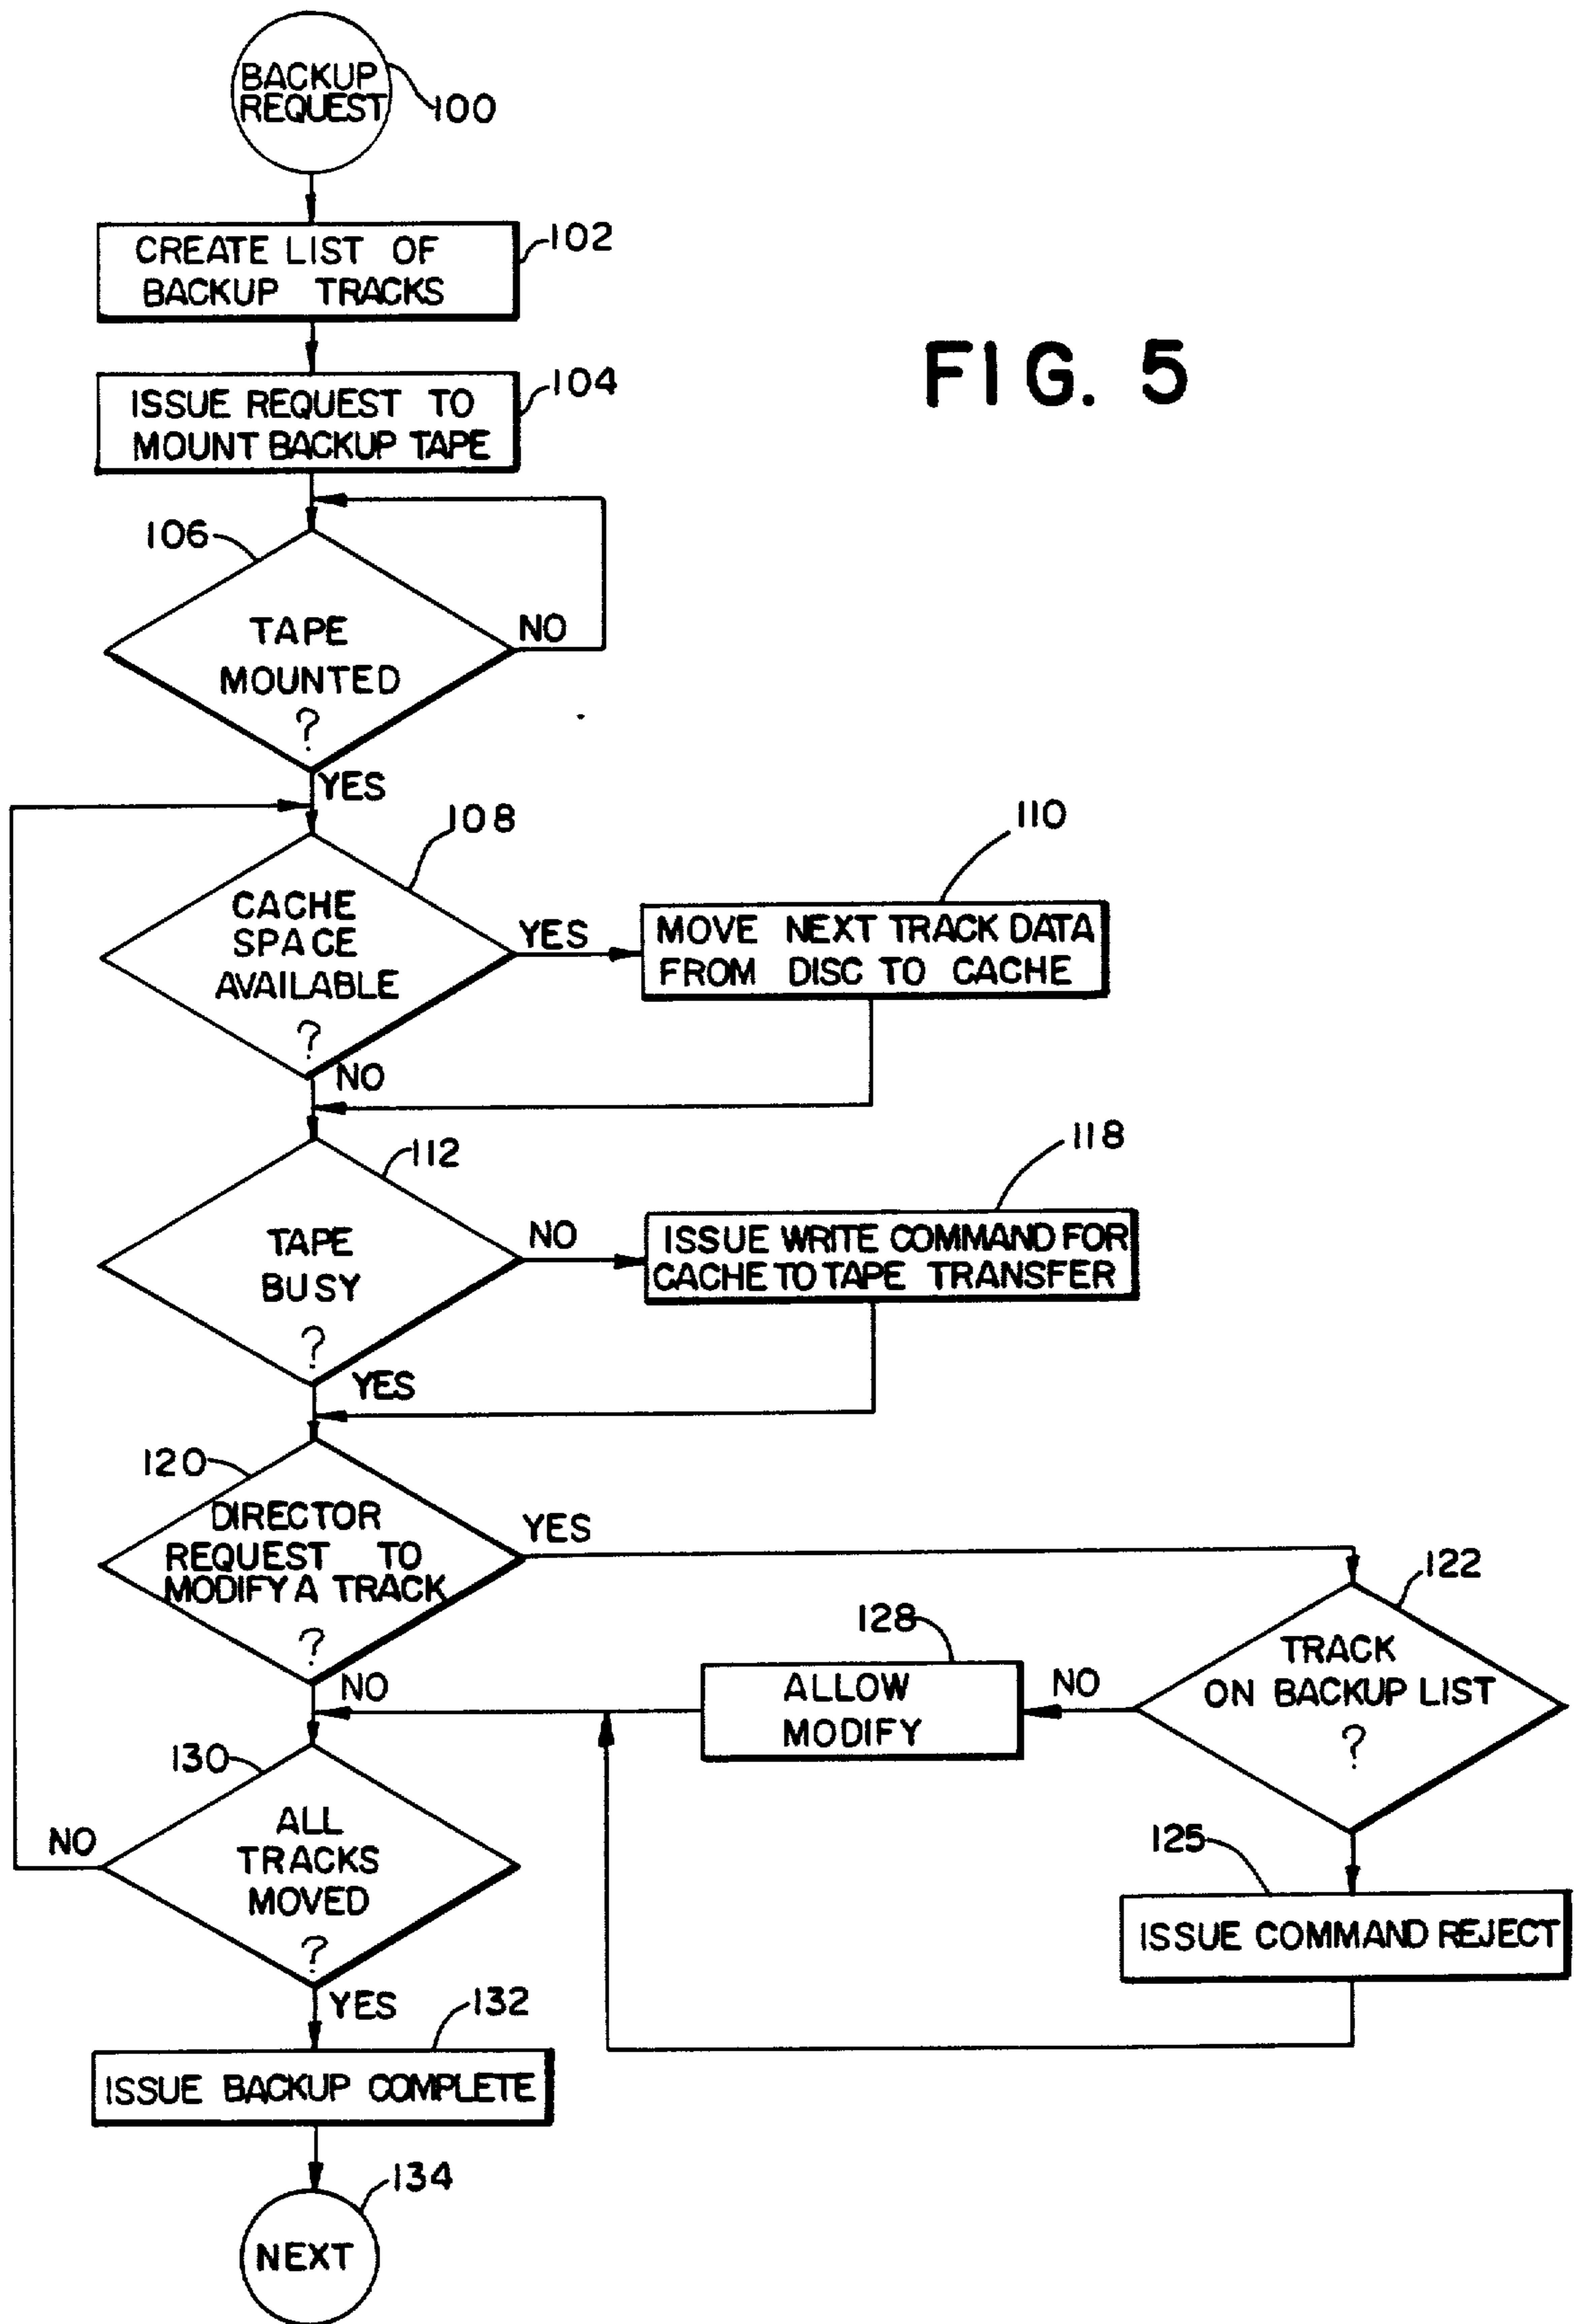 BACKUP
REQUEST
100
CREATE LIST OF
BACKUP TRACKS
102
FIG. 5
ISSUE REQUEST TO
MOUNT BACKUP TAPE
104
106
TAPE
MOUNTED
?
NO
YES
108
CACHE
SPACE
AVAILABLE
?
YES
NO
110
MOVE NEXT TRACK DATA
FROM DISC TO CACHE
112
TAPE
BUSY
?
NO
YES
118
ISSUE WRITE COMMAND FOR
CACHE TO TAPE TRANSFER
120
DIRECTOR
REQUEST TO
MODIFY A TRACK
?
YES
NO
122
TRACK
ON BACKUP LIST
?
NO
128
ALLOW
MODIFY
125
ISSUE COMMAND REJECT
130
ALL
TRACKS
MOVED
?
NO
YES
132
ISSUE BACKUP COMPLETE
134
NEXT